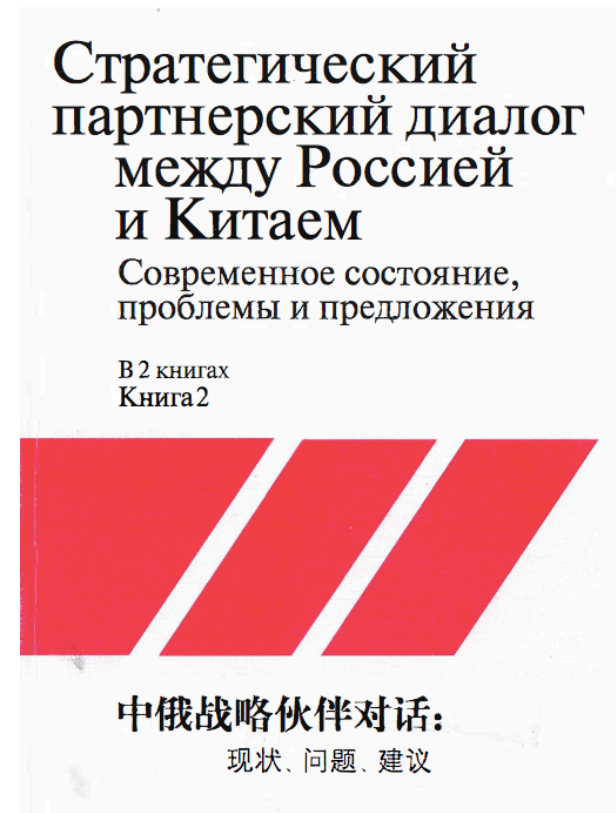 Стратегический
партнерский диалог
между Россией
и Китаем
Современное состояние,
проблемы и предложения
В 2 книгах
Книга 2
中俄战略伙伴对话:
现状、问题、建议